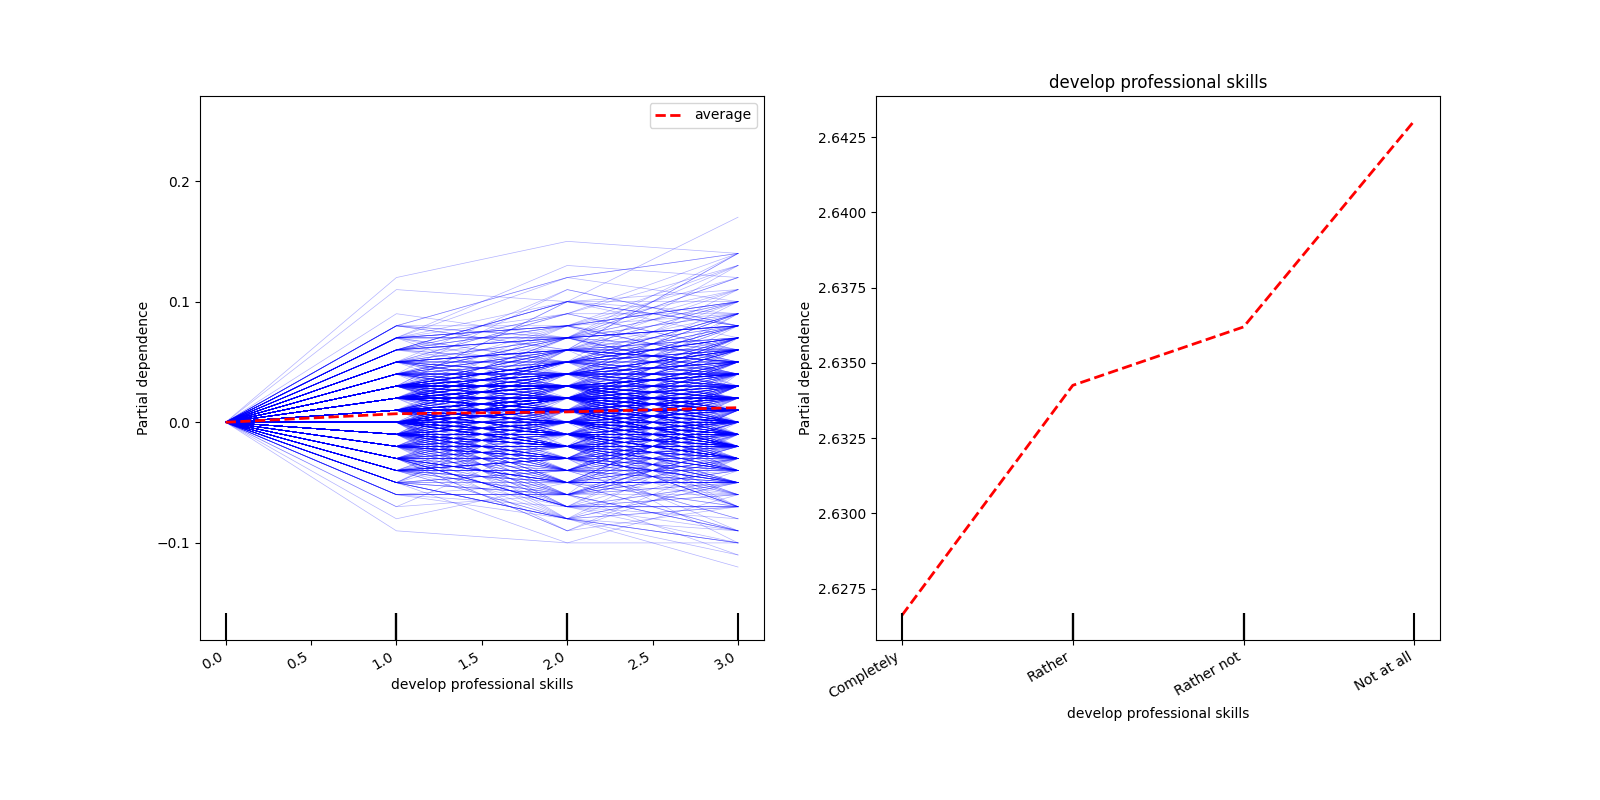 average
0.2
0.1
0.0
−0.1
Partial dependence
0.0
0.5
1.0
1.5
2.0
2.5
3.0
develop professional skills
develop professional skills
2.6425
2.6400
2.6375
2.6350
2.6325
2.6300
2.6275
Partial dependence
Completely
Rather
Rather not
Not at all
develop professional skills